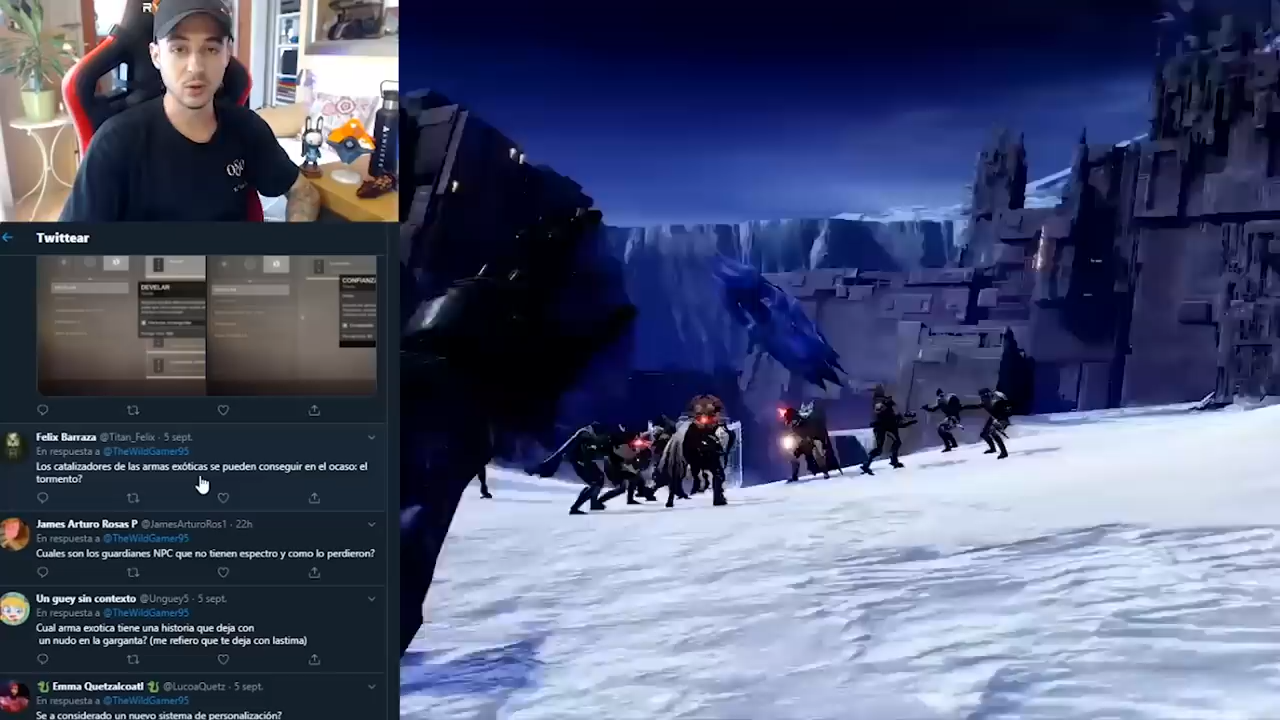 Twittear
DEVELAR
CONFIANZA
Felix Barraza @Titan_Felix · 5 sept.
En respuesta a @TheWildGamer95
Los catalizadores de las armas exóticas se pueden conseguir en el ocaso: el
tormento?
James Arturo Rosas P @JamesArturoRos1 · 22h
En respuesta a @TheWildGamer95
Cuales son los guardianes NPC que no tienen espectro y como lo perdieron?
Un guey sin contexto @Unguey5 · 5 sept.
En respuesta a @TheWildGamer95
Cual arma exotica tiene una historia que deja con
un nudo en la garganta? (me refiero que te deja con lastima)
Emma Quetzalcoatl @LucoaQuetz · 5 sept.
En respuesta a @TheWildGamer95
Se a considerado un nuevo sistema de personalización?